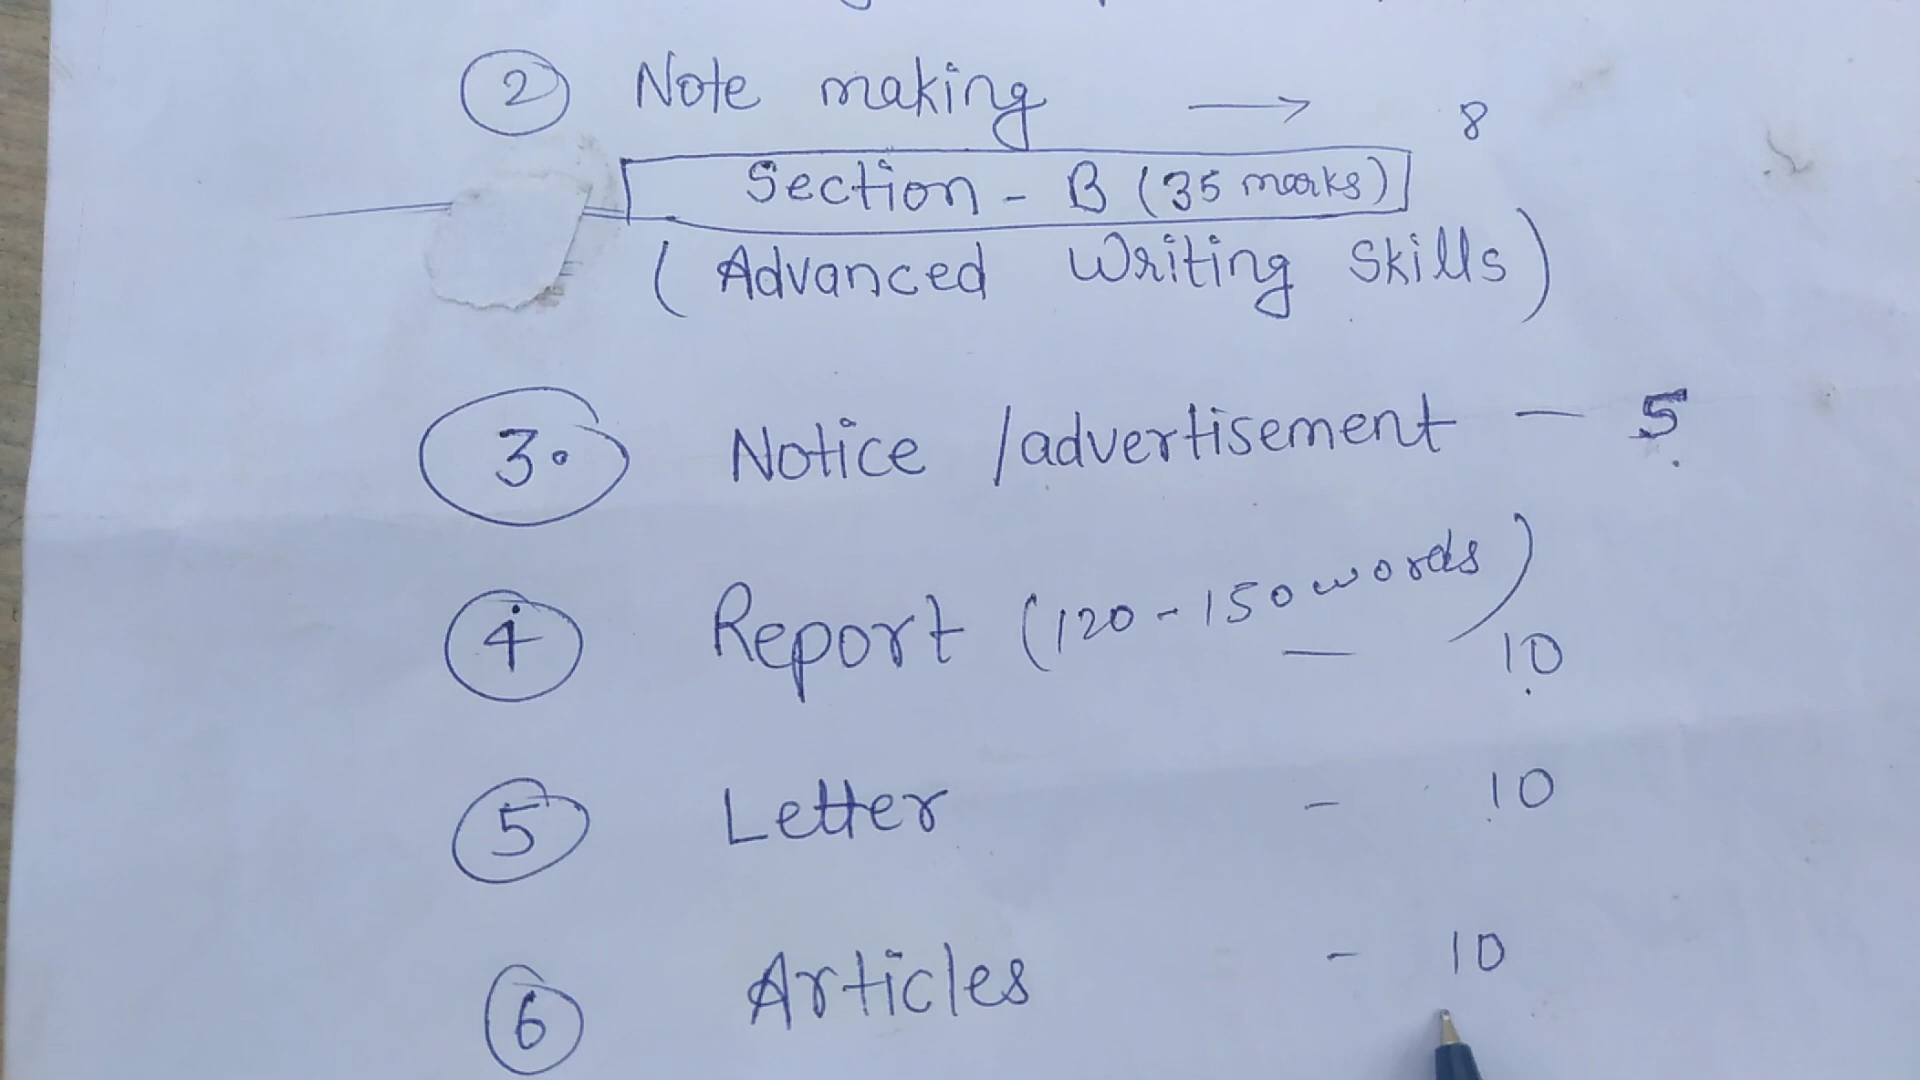 ② Note making → 8
Section - B (35 marks)
(Advanced Writing Skills)
3. Notice /advertisement - 5
④ Report (120-150 words) - 10
⑤ Letter - 10
⑥ Articles - 10